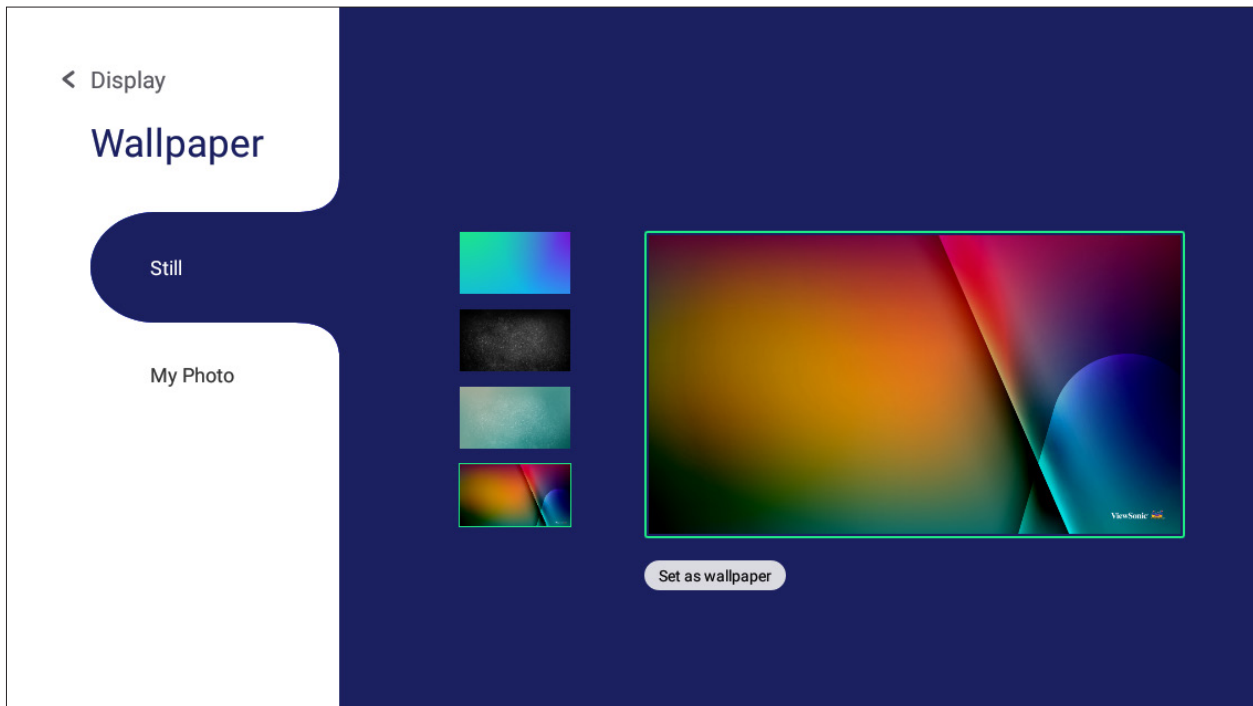 Display
Wallpaper
Still
My Photo
ViewSonic
Set as wallpaper